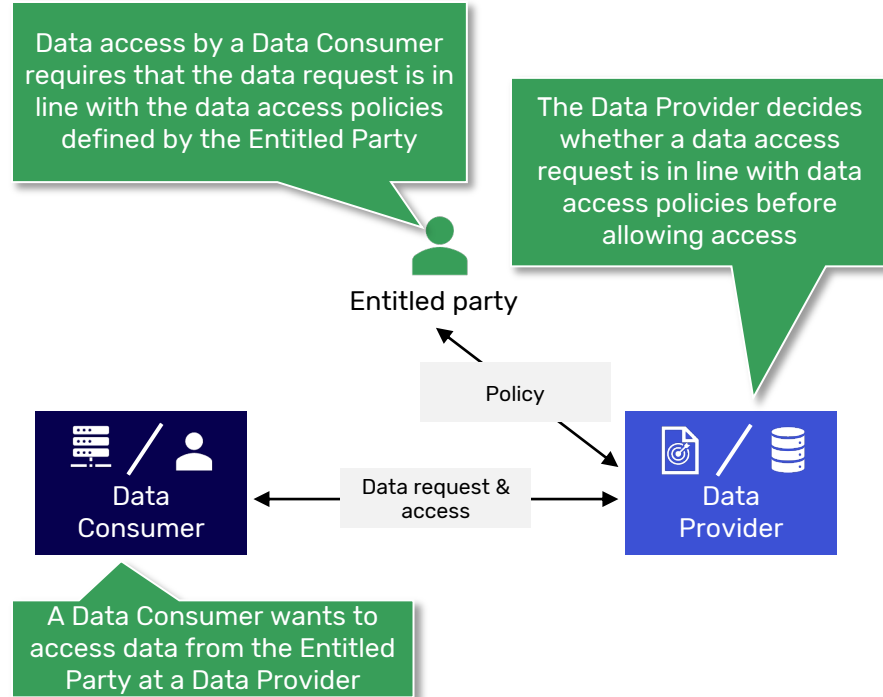 Data access by a Data Consumer
requires that the data request is in
line with the data access policies
defined by the Entitled Party
The Data Provider decides
whether a data access
request is in line with data
access policies before
allowing access
Entitled party
Policy
Data request &
access
Data
Consumer
Data
Provider
A Data Consumer wants to
access data from the Entitled
Party at a Data Provider